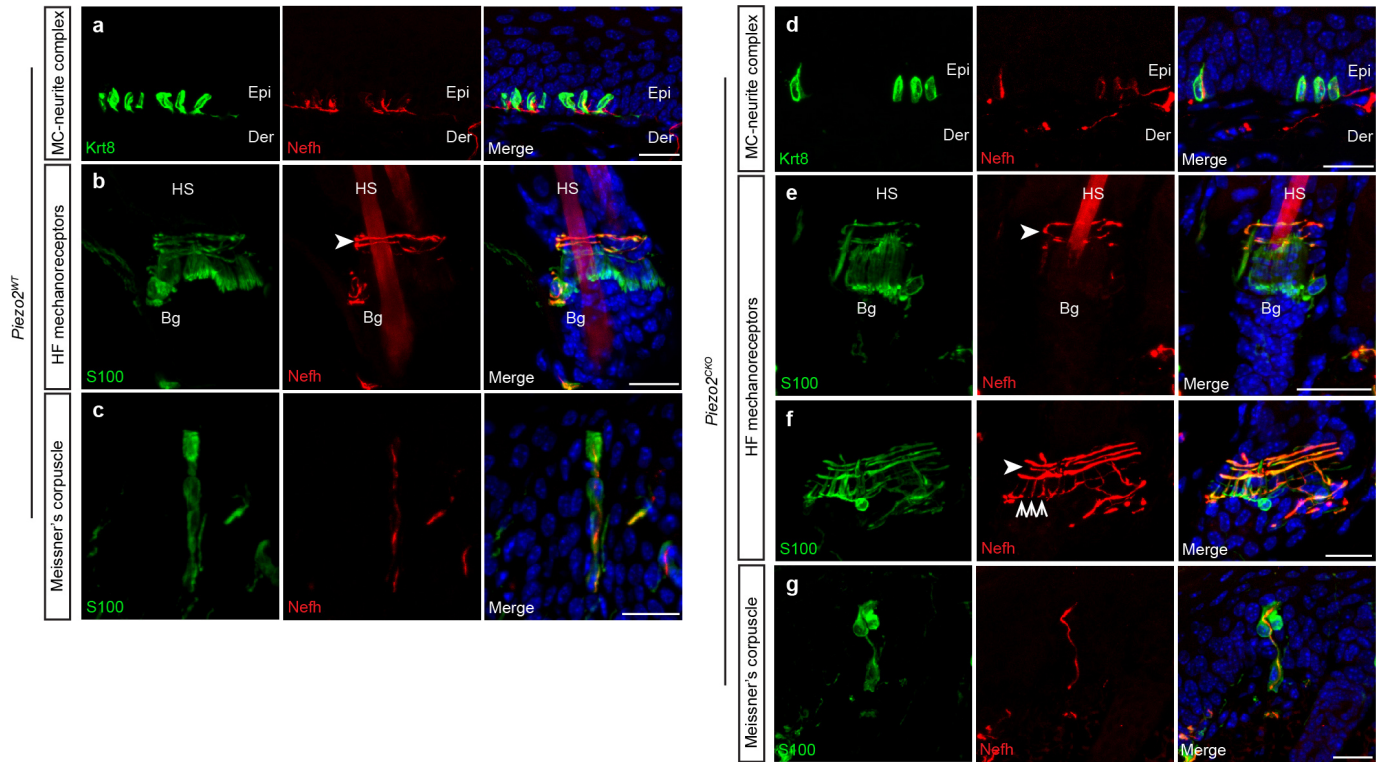 Piezo2WT
MC-neurite complex
a
Krt8
Epi
Der
Nefh
Epi
Der
Merge
Epi
Der
HF mechanoreceptors
b
HS
Bg
S100
HS
Bg
Nefh
HS
Bg
Merge
Meissner's corpuscle
c
S100
Nefh
Merge
Piezo2CKO
MC-neurite complex
d
Krt8
Epi
Der
Nefh
Epi
Der
Merge
Epi
Der
HF mechanoreceptors
e
HS
Bg
S100
HS
Bg
Nefh
HS
Bg
Merge
f
S100
Nefh
Merge
Meissner's corpuscle
g
S100
Nefh
Merge